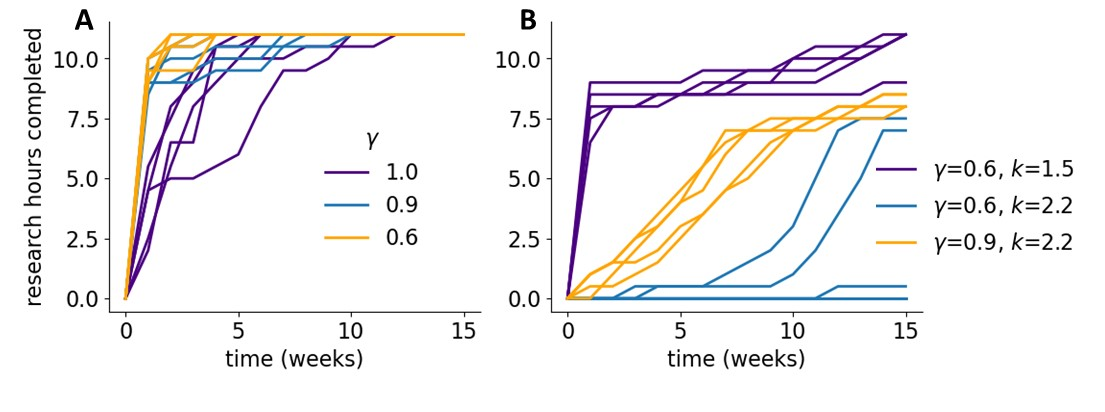 A
research hours completed
10.0
7.5
5.0
2.5
0.0
γ
1.0
0.9
0.6
0 5 10 15
time (weeks)
B
10.0
7.5
5.0
2.5
0.0
γ=0.6, k=1.5
γ=0.6, k=2.2
γ=0.9, k=2.2
0 5 10 15
time (weeks)